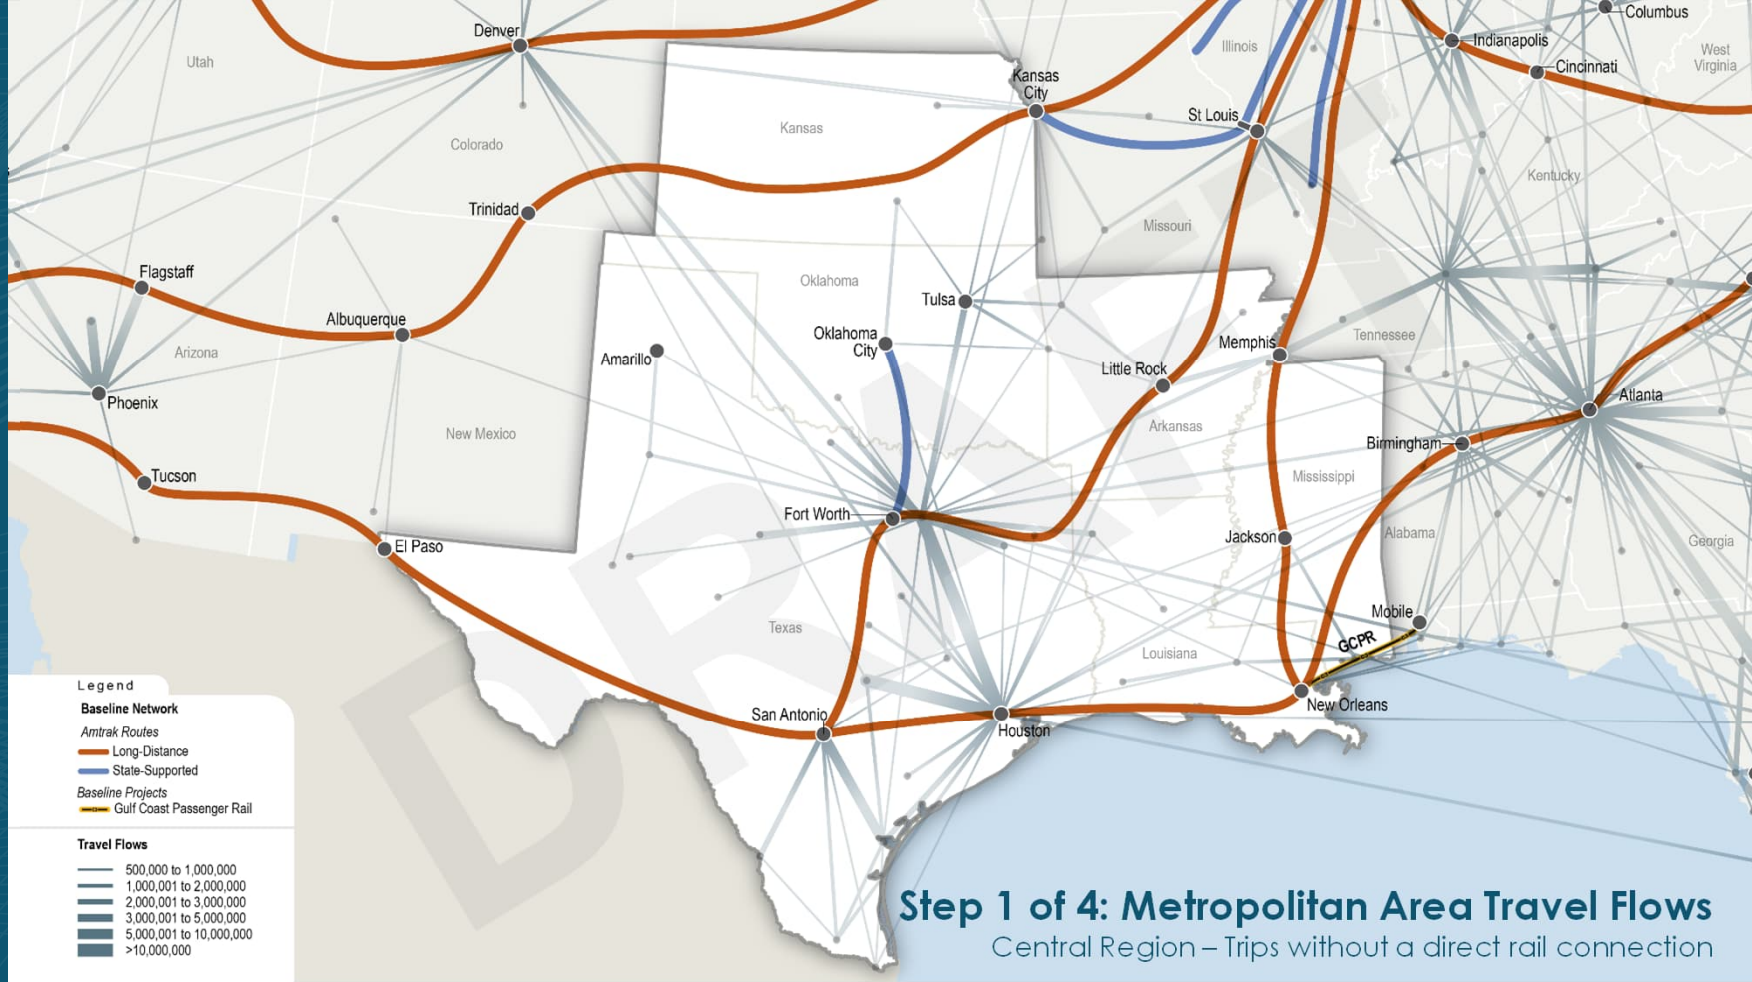 Denver
Columbus
Indianapolis
Illinois
West
Virginia
Utah
Cincinnati
Kansas
City
St Louis
Kansas
Colorado
Kentucky
Trinidad
Missouri
Flagstaff
Oklahoma
Tulsa
Albuquerque
Oklahoma
City
Tennessee
Memphis
Arizona
Amarillo
Little Rock
Atlanta
Phoenix
Arkansas
New Mexico
Birmingham
Tucson
Mississippi
Fort Worth
Alabama
Georgia
Jackson
El Paso
DRAFT
Mobile
Texas
GCPR
Louisiana
New Orleans
San Antonio
Houston
Legend
Baseline Network
Amtrak Routes
Long-Distance
State-Supported
Baseline Projects
Gulf Coast Passenger Rail
Travel Flows
500,000 to 1,000,000
1,000,001 to 2,000,000
2,000,001 to 3,000,000
3,000,001 to 5,000,000
5,000,001 to 10,000,000
>10,000,000
Step 1 of 4: Metropolitan Area Travel Flows
Central Region – Trips without a direct rail connection